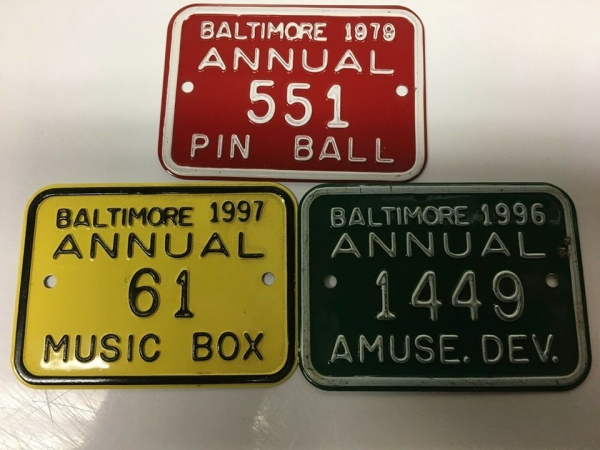 BALTIMORE 1979
ANNUAL
551
PIN BALL
BALTIMORE 1997
ANNUAL
61
MUSIC BOX
BALTIMORE 1996
ANNUAL
1449
AMUSE. DEV.